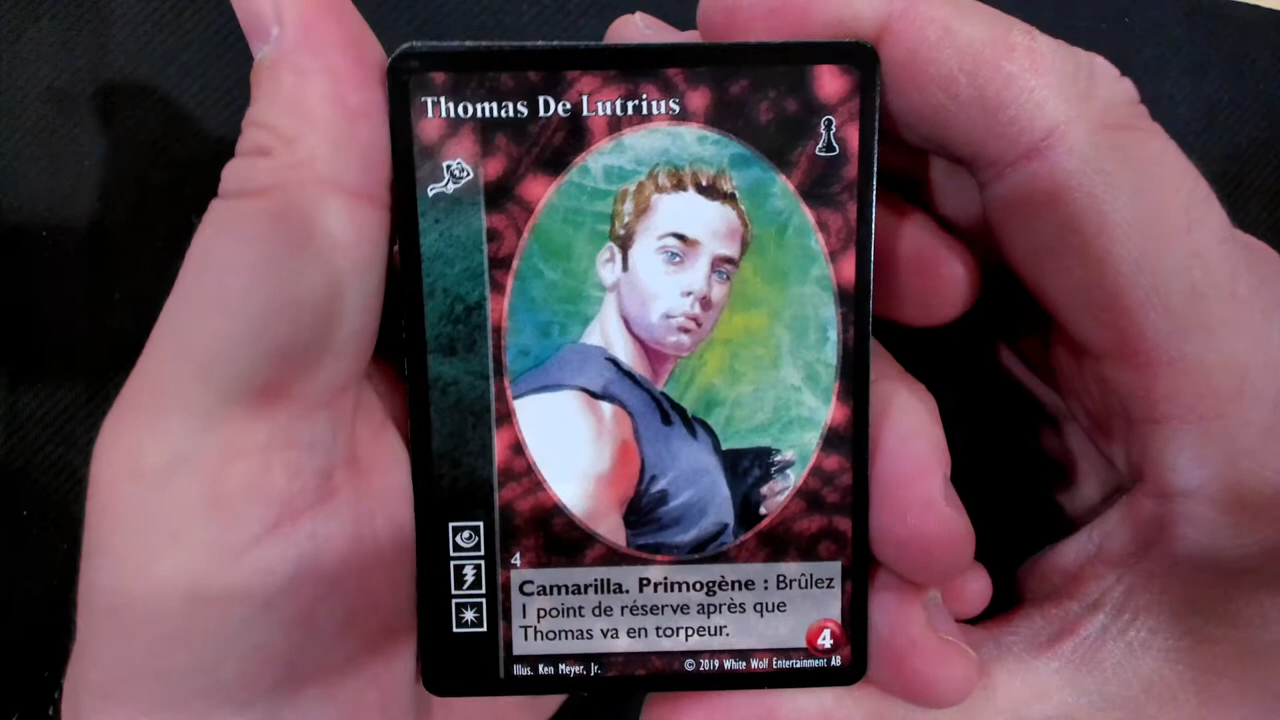 Thomas De Lutrius
4
Camarilla. Primogène : Brûlez
1 point de réserve après que
Thomas va en torpeur.
4
Illus. Ken Meyer, Jr.
© 2019 White Wolf Entertainment AB